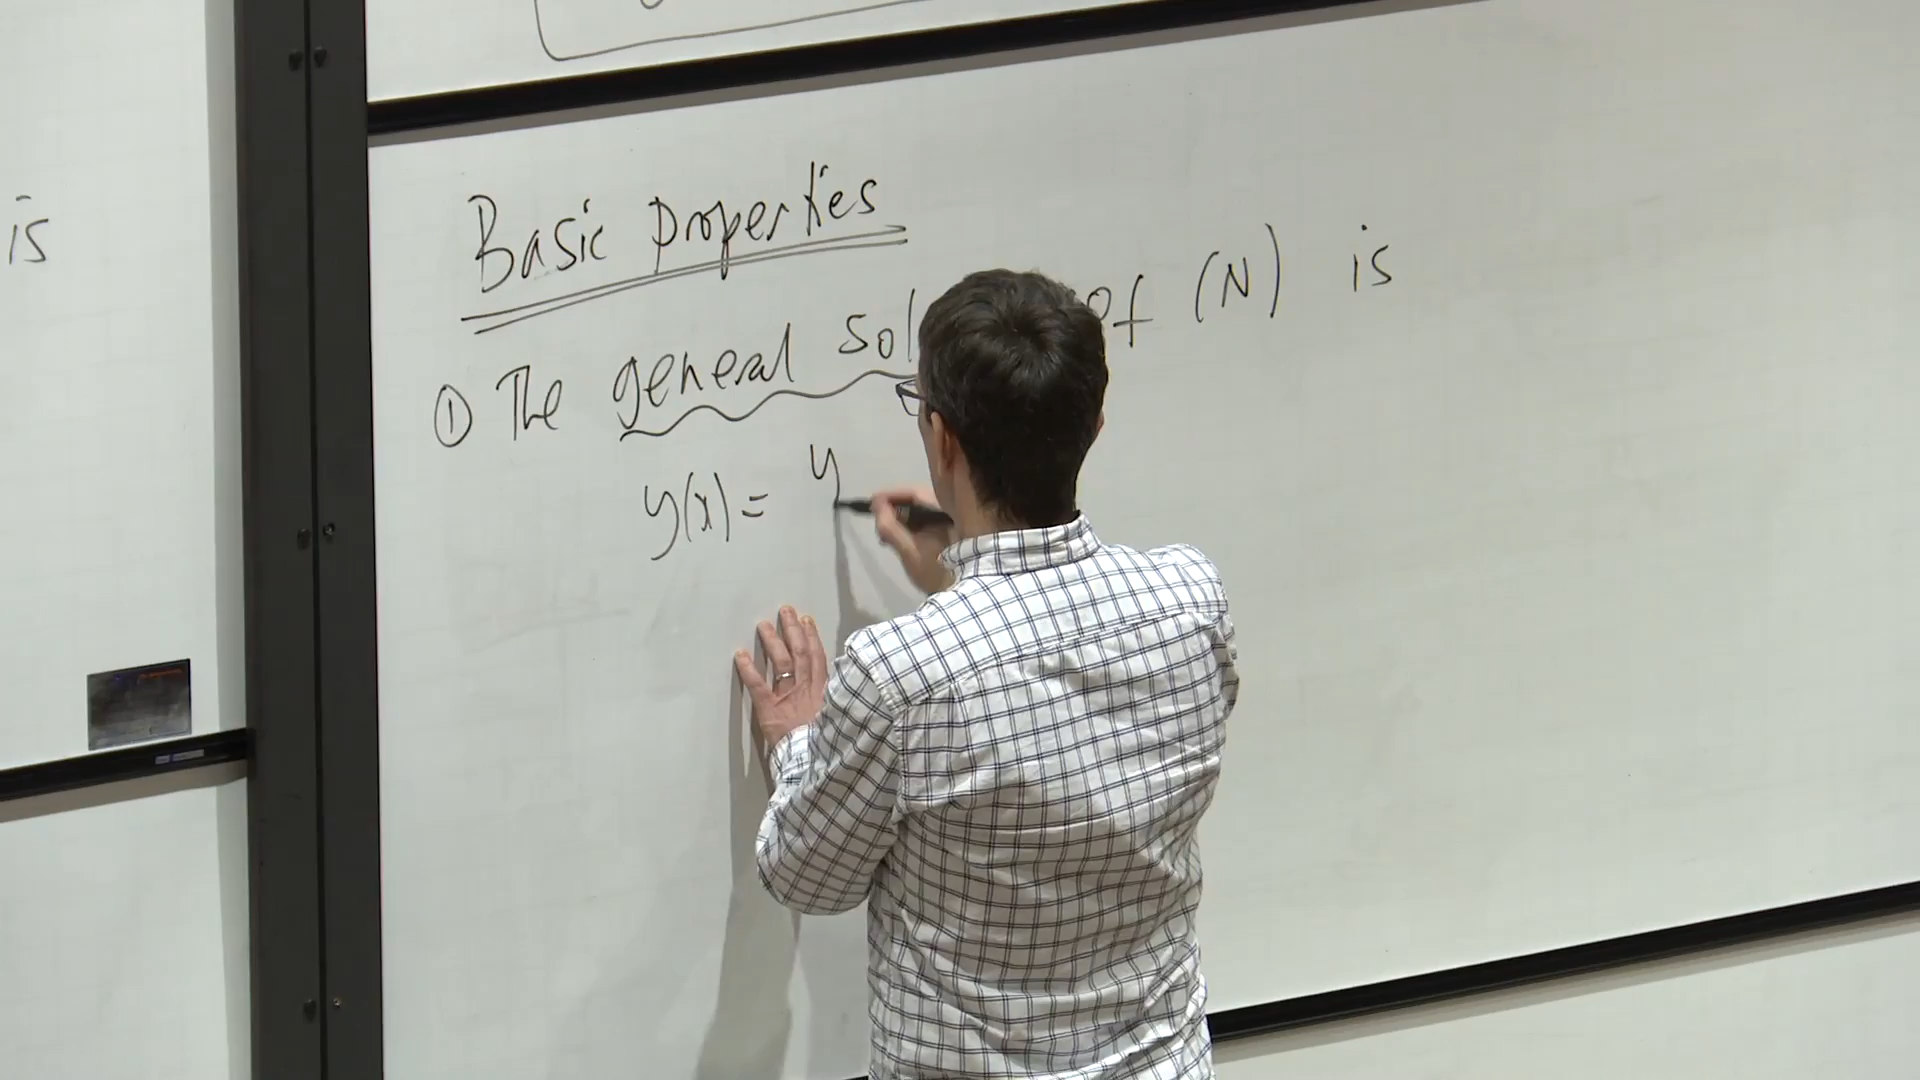 is
Basic properties
① The general sol of (N) is
y(x) = y